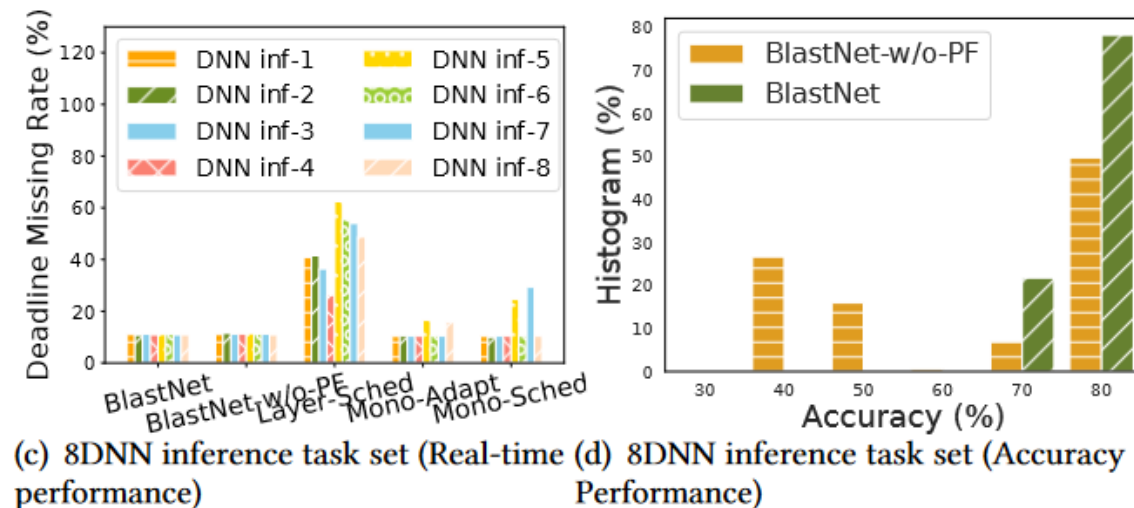 Deadline Missing Rate (%)
120
100
80
60
40
20
0
DNN inf-1
DNN inf-2
DNN inf-3
DNN inf-4
DNN inf-5
DNN inf-6
DNN inf-7
DNN inf-8
BlastNet
BlastNet-w/o-PF
Layer-Sched
Mono-Adapt
Mono-Sched
(c) 8DNN inference task set (Real-time
performance)
Histogram (%)
80
70
60
50
40
30
20
10
0
BlastNet-w/o-PF
BlastNet
30 40 50 60 70 80
Accuracy (%)
(d) 8DNN inference task set (Accuracy
Performance)